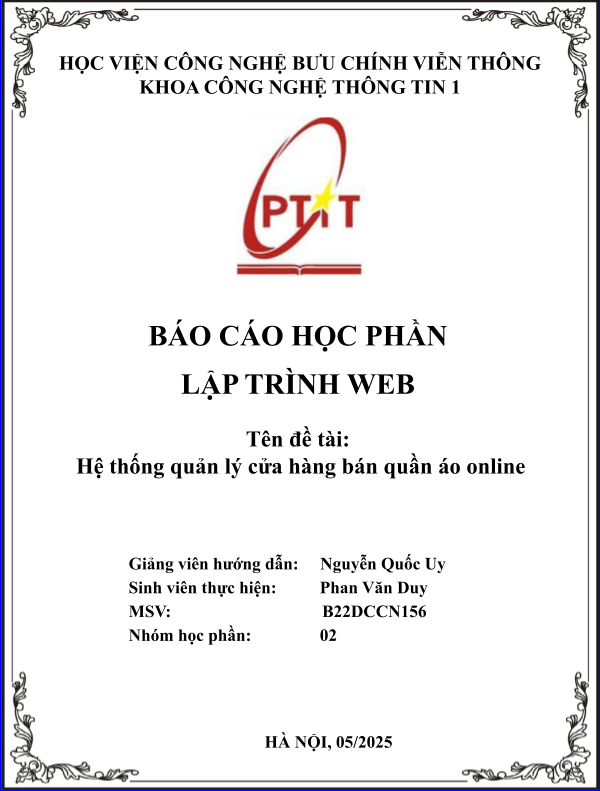 HỌC VIỆN CÔNG NGHỆ BƯU CHÍNH VIỄN THÔNG
KHOA CÔNG NGHỆ THÔNG TIN 1
PTIT
BÁO CÁO HỌC PHẦN
LẬP TRÌNH WEB
Tên đề tài:
Hệ thống quản lý cửa hàng bán quần áo online
Giảng viên hướng dẫn: Nguyễn Quốc Uy
Sinh viên thực hiện: Phan Văn Duy
MSV: B22DCCN156
Nhóm học phần: 02
HÀ NỘI, 05/2025